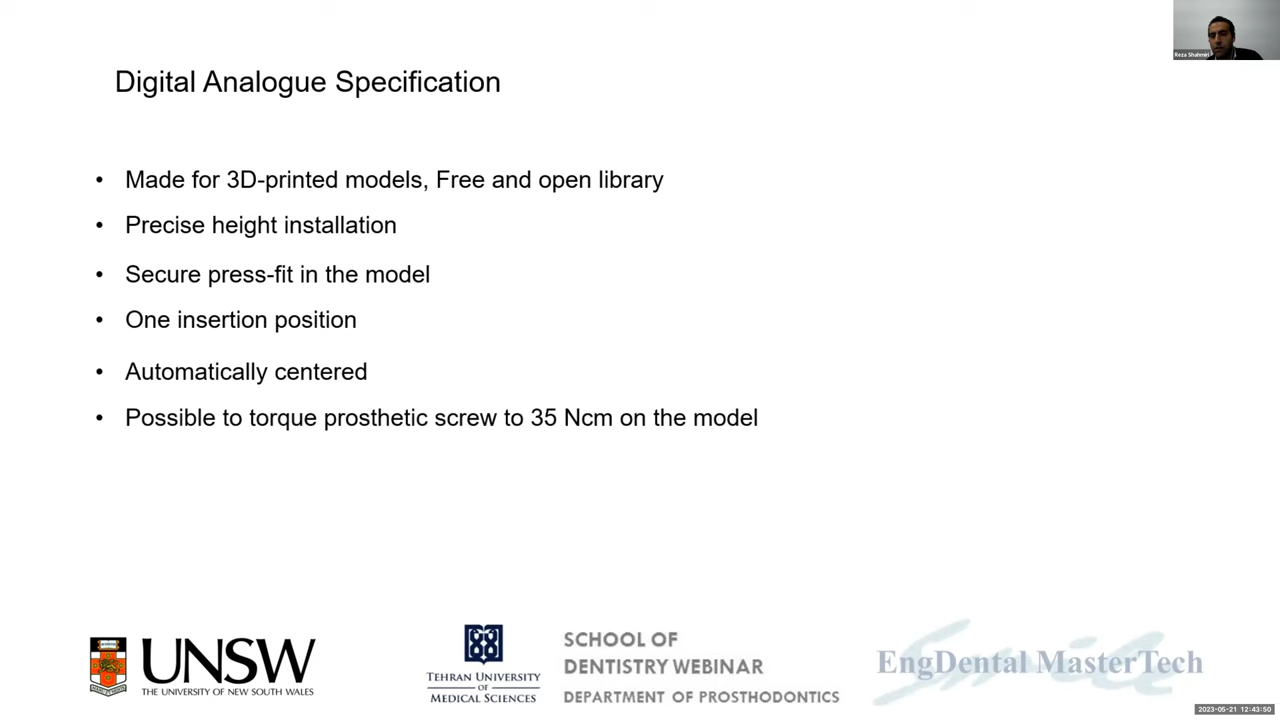 Reza Shahmiri
Digital Analogue Specification
• Made for 3D-printed models, Free and open library
• Precise height installation
• Secure press-fit in the model
• One insertion position
• Automatically centered
• Possible to torque prosthetic screw to 35 Ncm on the model
UNSW
THE UNIVERSITY OF NEW SOUTH WALES
TEHRAN UNIVERSITY
OF
MEDICAL SCIENCES
SCHOOL OF
DENTISTRY WEBINAR
DEPARTMENT OF PROSTHODONTICS
Smile
EngDental MasterTech
2023-05-21 12:43:50